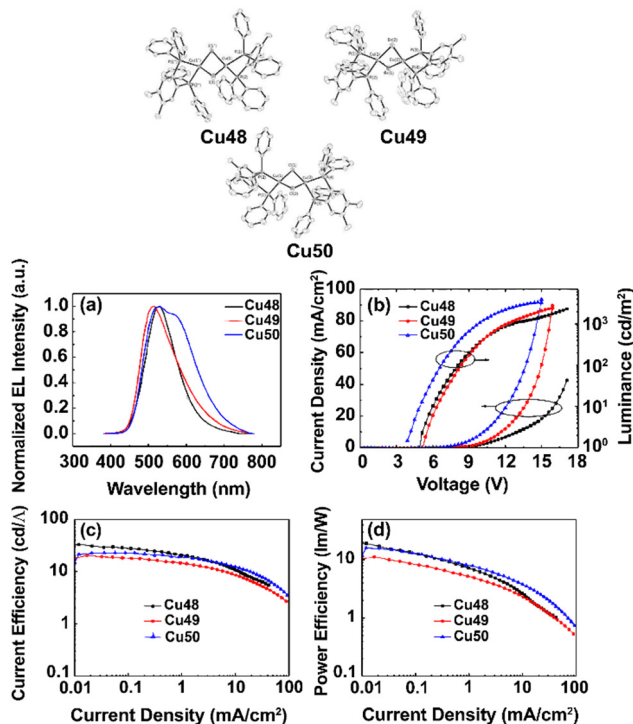 Cu48
Cu49
Cu50
Normalized EL Intensity (a.u.)
1.0
0.8
0.6
0.4
0.2
0
(a)
Cu48
Cu49
Cu50
300 400 500 600 700 800
Wavelength (nm)
Current Density (mA/cm²)
100
80
60
40
20
0
(b)
Cu48
Cu49
Cu50
10³
10²
10¹
10⁰
Luminance (cd/m²)
3 6 9 12 15 18
Voltage (V)
Current Efficiency (cd/A)
100
10
1
0.1
(c)
Cu48
Cu49
Cu50
0.01 0.1 1 10 100
Current Density (mA/cm²)
Power Efficiency (lm/W)
10
1
0.1
(d)
Cu48
Cu49
Cu50
0.01 0.1 1 10 100
Current Density (mA/cm²)